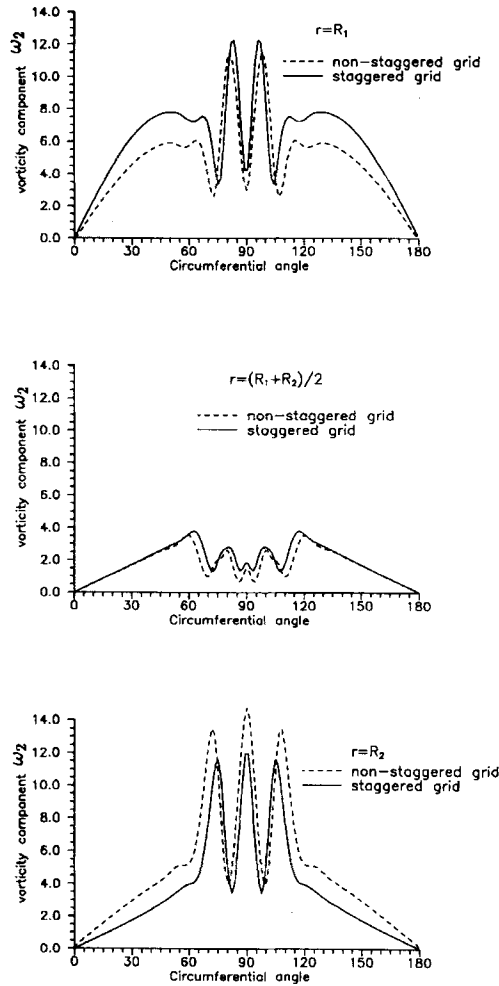 r=R₁
non-staggered grid
staggered grid
vorticity component ω₂
14.0
12.0
10.0
8.0
6.0
4.0
2.0
0.0
0 30 60 90 120 150 180
Circumferential angle
r=(R₁+R₂)/2
non-staggered grid
staggered grid
vorticity component ω₂
14.0
12.0
10.0
8.0
6.0
4.0
2.0
0.0
0 30 60 90 120 150 180
Circumferential angle
r=R₂
non-staggered grid
staggered grid
vorticity component ω₂
14.0
12.0
10.0
8.0
6.0
4.0
2.0
0.0
0 30 60 90 120 150 180
Circumferential angle